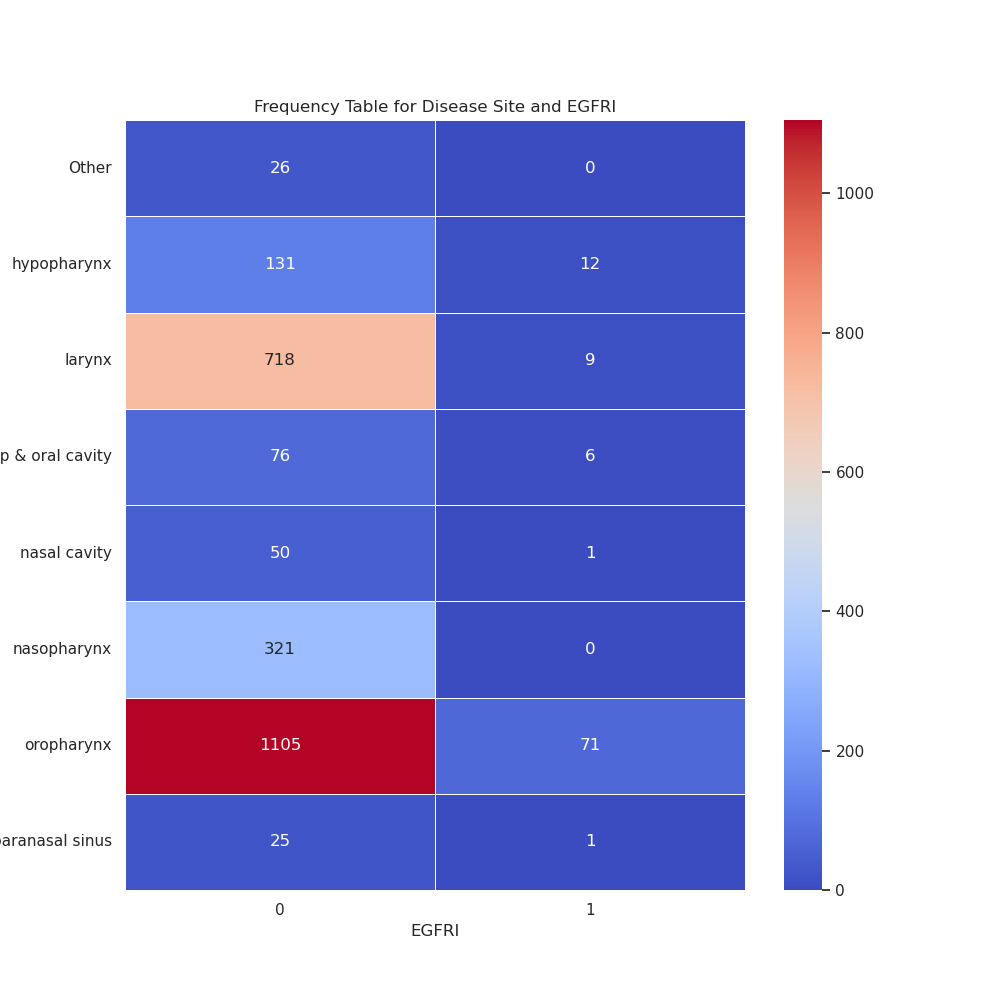 Frequency Table for Disease Site and EGFRI
Other 26 0
hypopharynx 131 12
larynx 718 9
p & oral cavity 76 6
nasal cavity 50 1
nasopharynx 321 0
oropharynx 1105 71
paranasal sinus 25 1
0 1
EGFRI
1000
800
600
400
200
0